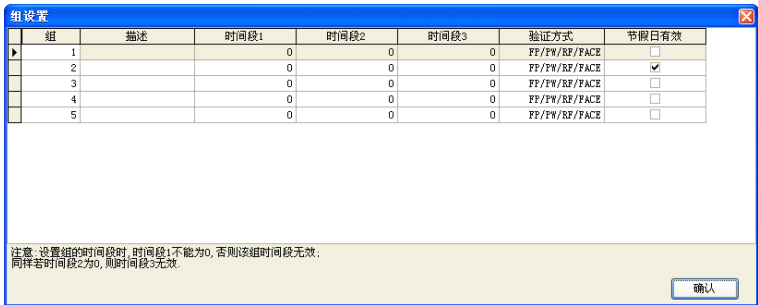 组设置
组 描述 时间段1 时间段2 时间段3 验证方式 节假日有效
1 0 0 0 FP/PW/RF/FACE
2 0 0 0 FP/PW/RF/FACE
3 0 0 0 FP/PW/RF/FACE
4 0 0 0 FP/PW/RF/FACE
5 0 0 0 FP/PW/RF/FACE
注意:设置组的时间段时,时间段1不能为0,否则该组时间段无效;
同样若时间段2为0,则时间段3无效.
确认